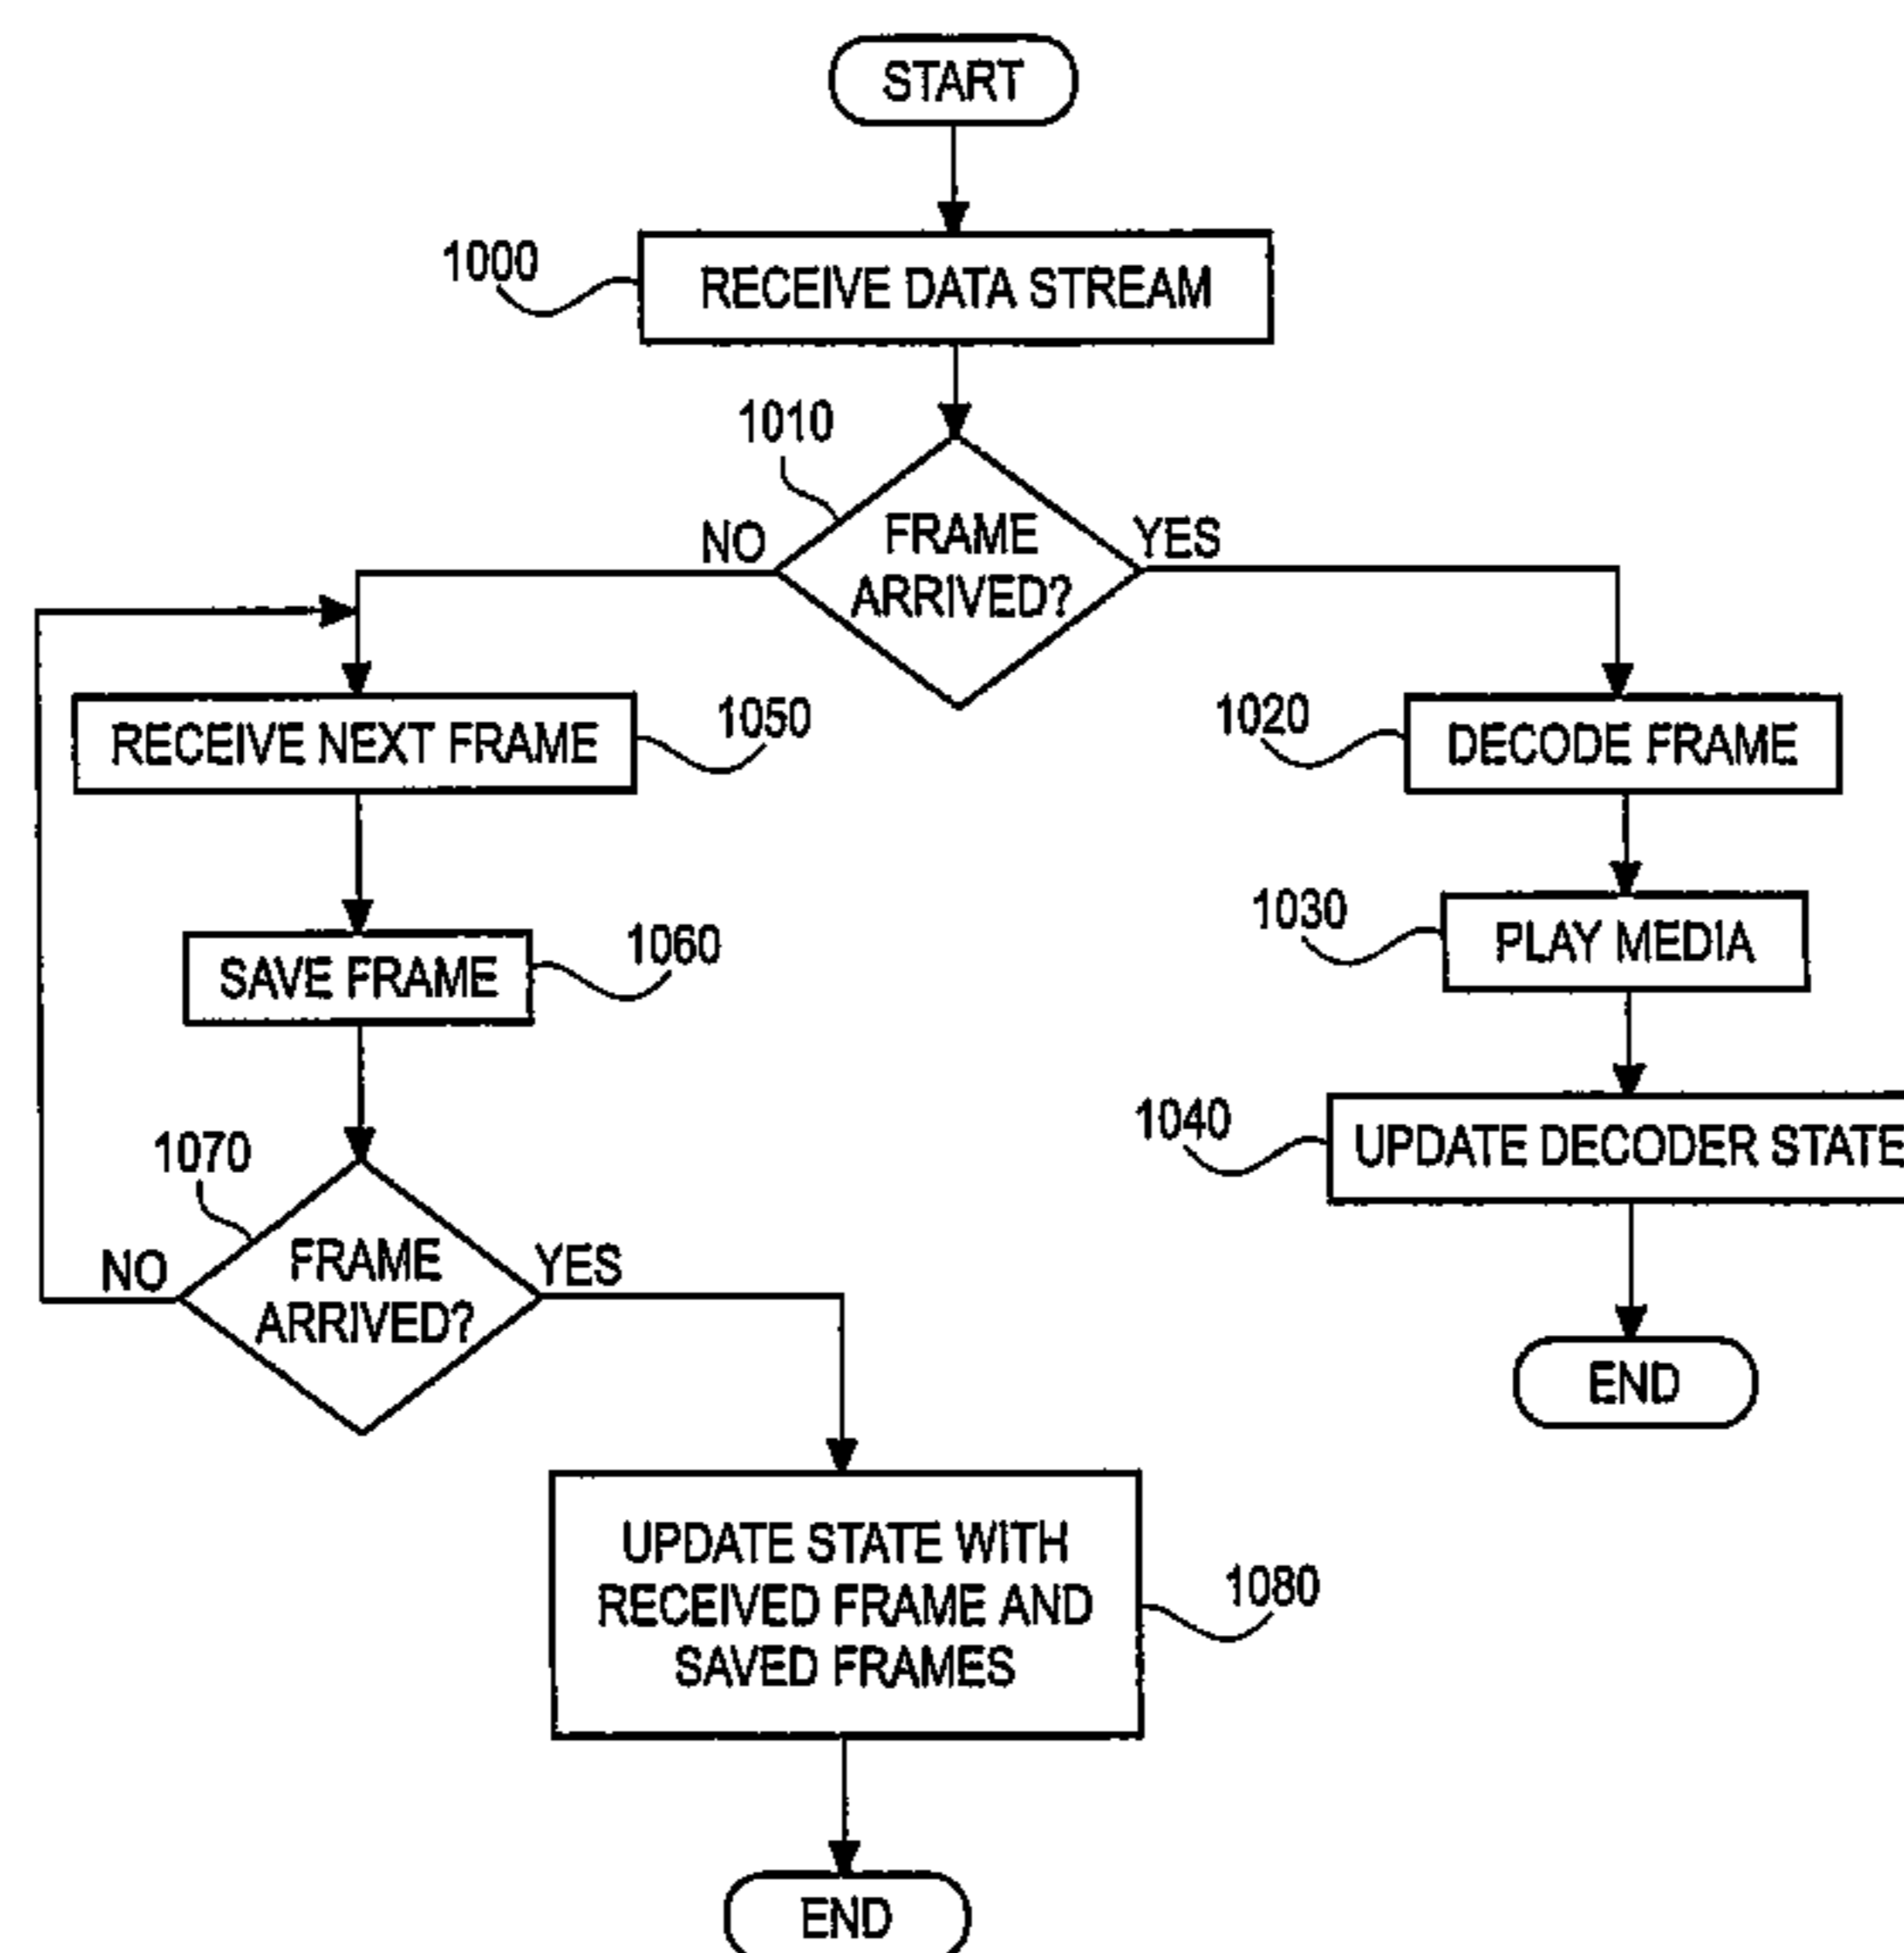 START
1000
RECEIVE DATA STREAM
1010
NO
FRAME
ARRIVED?
YES
RECEIVE NEXT FRAME
1050
1020
DECODE FRAME
1060
SAVE FRAME
1030
PLAY MEDIA
1070
NO
FRAME
ARRIVED?
YES
1040
UPDATE DECODER STATE
END
UPDATE STATE WITH
RECEIVED FRAME AND
SAVED FRAMES
1080
END